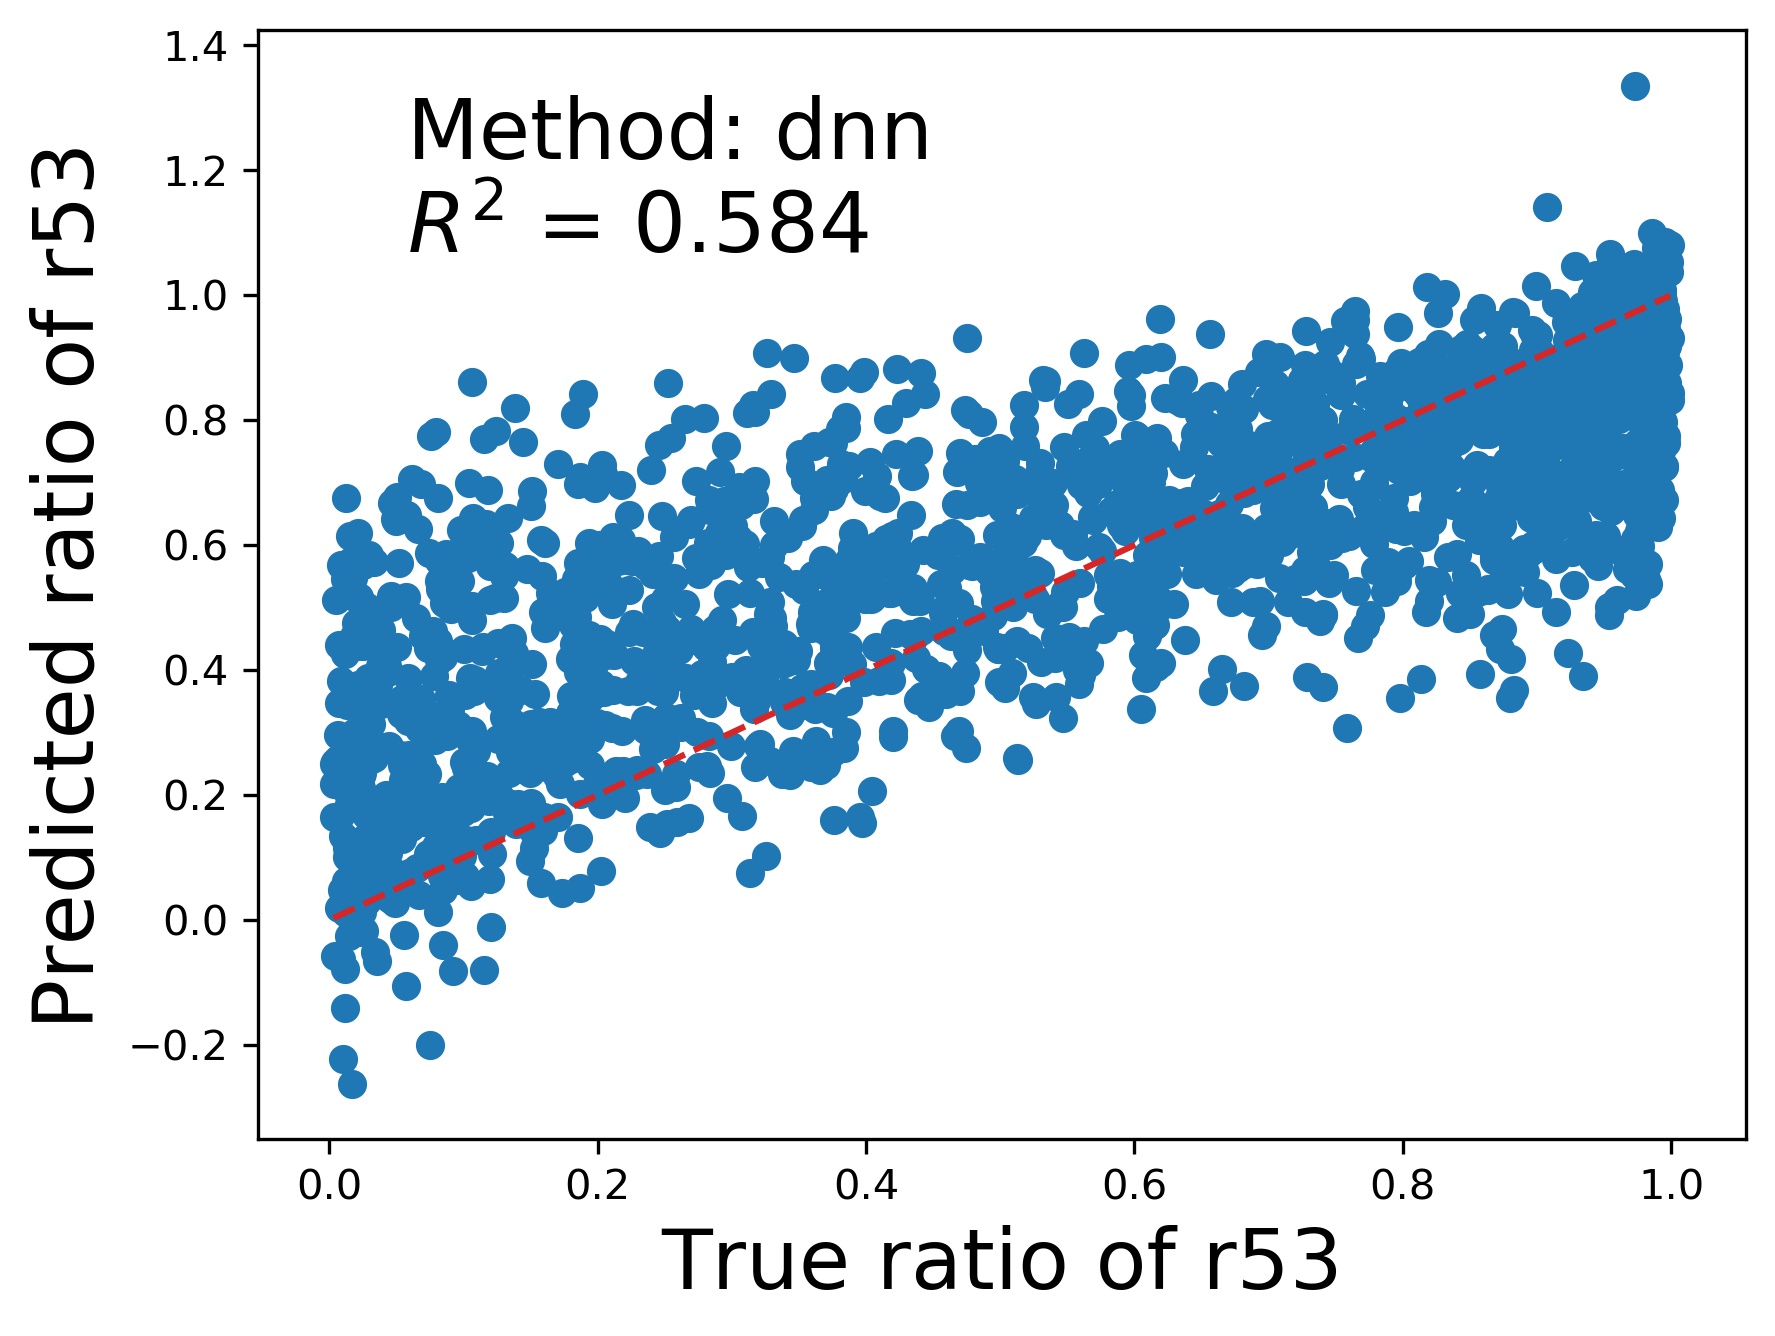 Method: dnn
R² = 0.584
Predicted ratio of r53
1.4
1.2
1.0
0.8
0.6
0.4
0.2
0.0
−0.2
0.0 0.2 0.4 0.6 0.8 1.0
True ratio of r53